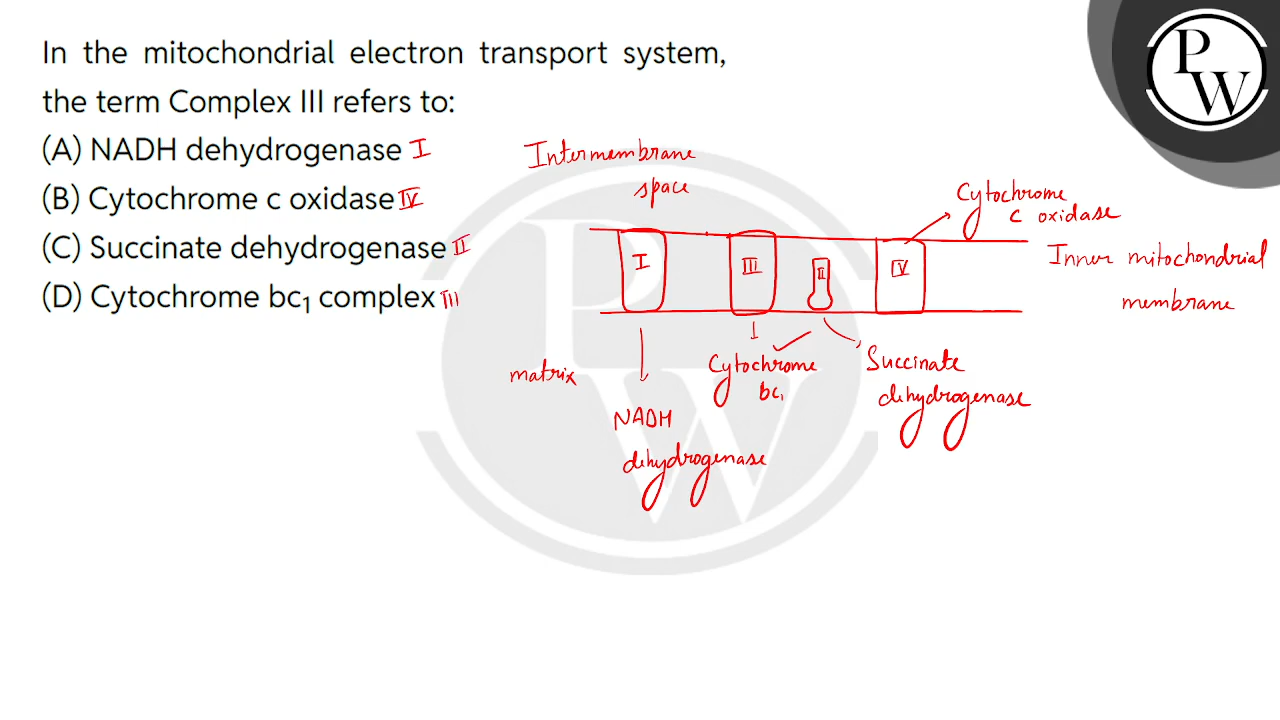 In the mitochondrial electron transport system,
the term Complex III refers to:
(A) NADH dehydrogenase I
(B) Cytochrome c oxidase IV
(C) Succinate dehydrogenase II
(D) Cytochrome bc₁ complex III
P
W
Intermembrane
space
Cytochrome
c oxidase
I
III
II
IV
Inner mitochondrial
membrane
matrix
Cytochrome
bc₁
Succinate
dehydrogenase
NADH
dehydrogenase
P
W